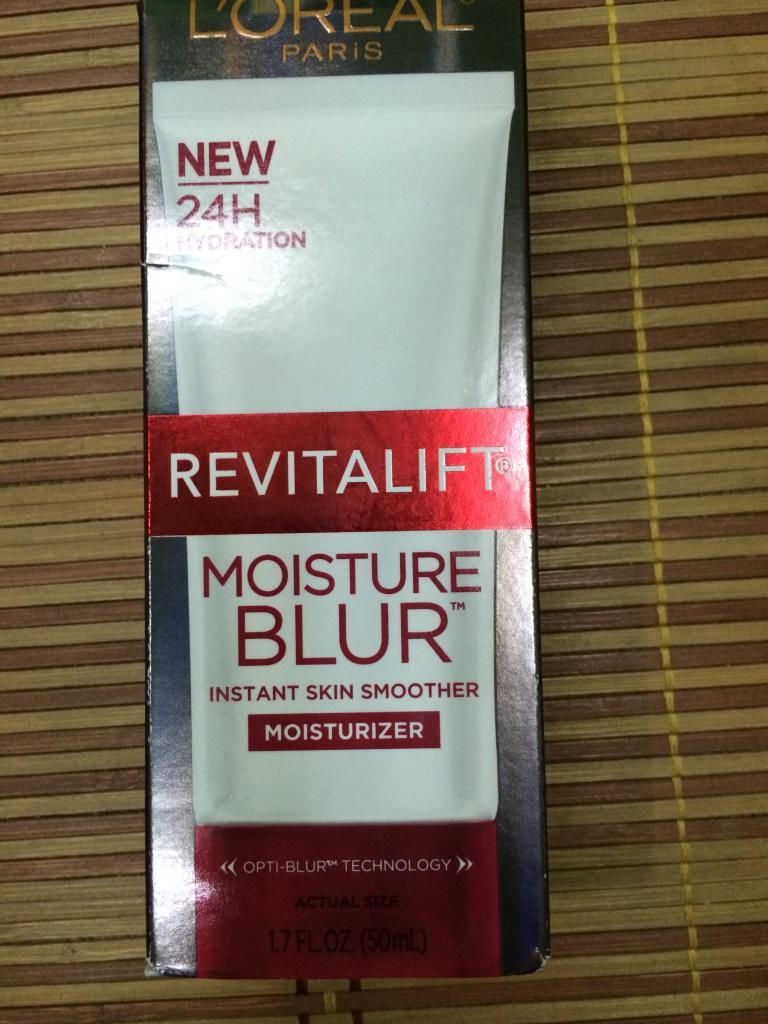 L'ORÉAL®
PARIS
NEW
24H
HYDRATION
REVITALIFT®
MOISTURE
BLUR™
INSTANT SKIN SMOOTHER
MOISTURIZER
OPTI-BLUR™ TECHNOLOGY
ACTUAL SIZE
1.7 FL.OZ. (50mL)